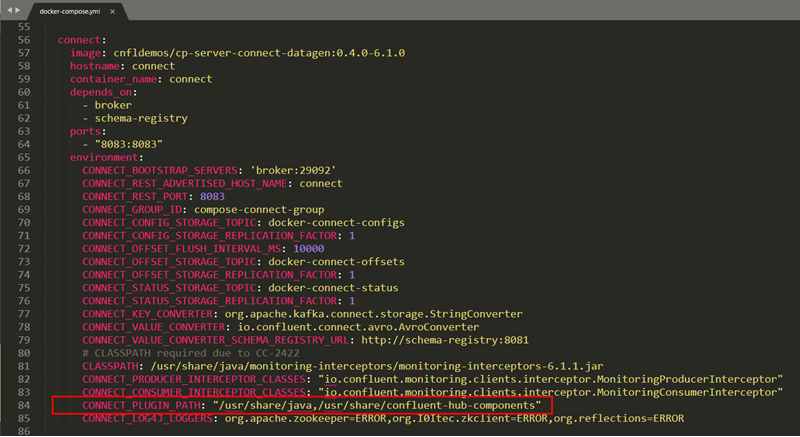 docker-compose.yml
55
56 connect:
57 image: cnfldemos/cp-server-connect-datagen:0.4.0-6.1.0
58 hostname: connect
59 container_name: connect
60 depends_on:
61 - broker
62 - schema-registry
63 ports:
64 - "8083:8083"
65 environment:
66 CONNECT_BOOTSTRAP_SERVERS: 'broker:29092'
67 CONNECT_REST_ADVERTISED_HOST_NAME: connect
68 CONNECT_REST_PORT: 8083
69 CONNECT_GROUP_ID: compose-connect-group
70 CONNECT_CONFIG_STORAGE_TOPIC: docker-connect-configs
71 CONNECT_CONFIG_STORAGE_REPLICATION_FACTOR: 1
72 CONNECT_OFFSET_FLUSH_INTERVAL_MS: 10000
73 CONNECT_OFFSET_STORAGE_TOPIC: docker-connect-offsets
74 CONNECT_OFFSET_STORAGE_REPLICATION_FACTOR: 1
75 CONNECT_STATUS_STORAGE_TOPIC: docker-connect-status
76 CONNECT_STATUS_STORAGE_REPLICATION_FACTOR: 1
77 CONNECT_KEY_CONVERTER: org.apache.kafka.connect.storage.StringConverter
78 CONNECT_VALUE_CONVERTER: io.confluent.connect.avro.AvroConverter
79 CONNECT_VALUE_CONVERTER_SCHEMA_REGISTRY_URL: http://schema-registry:8081
80 # CLASSPATH required due to CC-2422
81 CLASSPATH: /usr/share/java/monitoring-interceptors/monitoring-interceptors-6.1.1.jar
82 CONNECT_PRODUCER_INTERCEPTOR_CLASSES: "io.confluent.monitoring.clients.interceptor.MonitoringProducerInterceptor"
83 CONNECT_CONSUMER_INTERCEPTOR_CLASSES: "io.confluent.monitoring.clients.interceptor.MonitoringConsumerInterceptor"
84 CONNECT_PLUGIN_PATH: "/usr/share/java,/usr/share/confluent-hub-components"
85 CONNECT_LOG4J_LOGGERS: org.apache.zookeeper=ERROR,org.I0Itec.zkclient=ERROR,org.reflections=ERROR